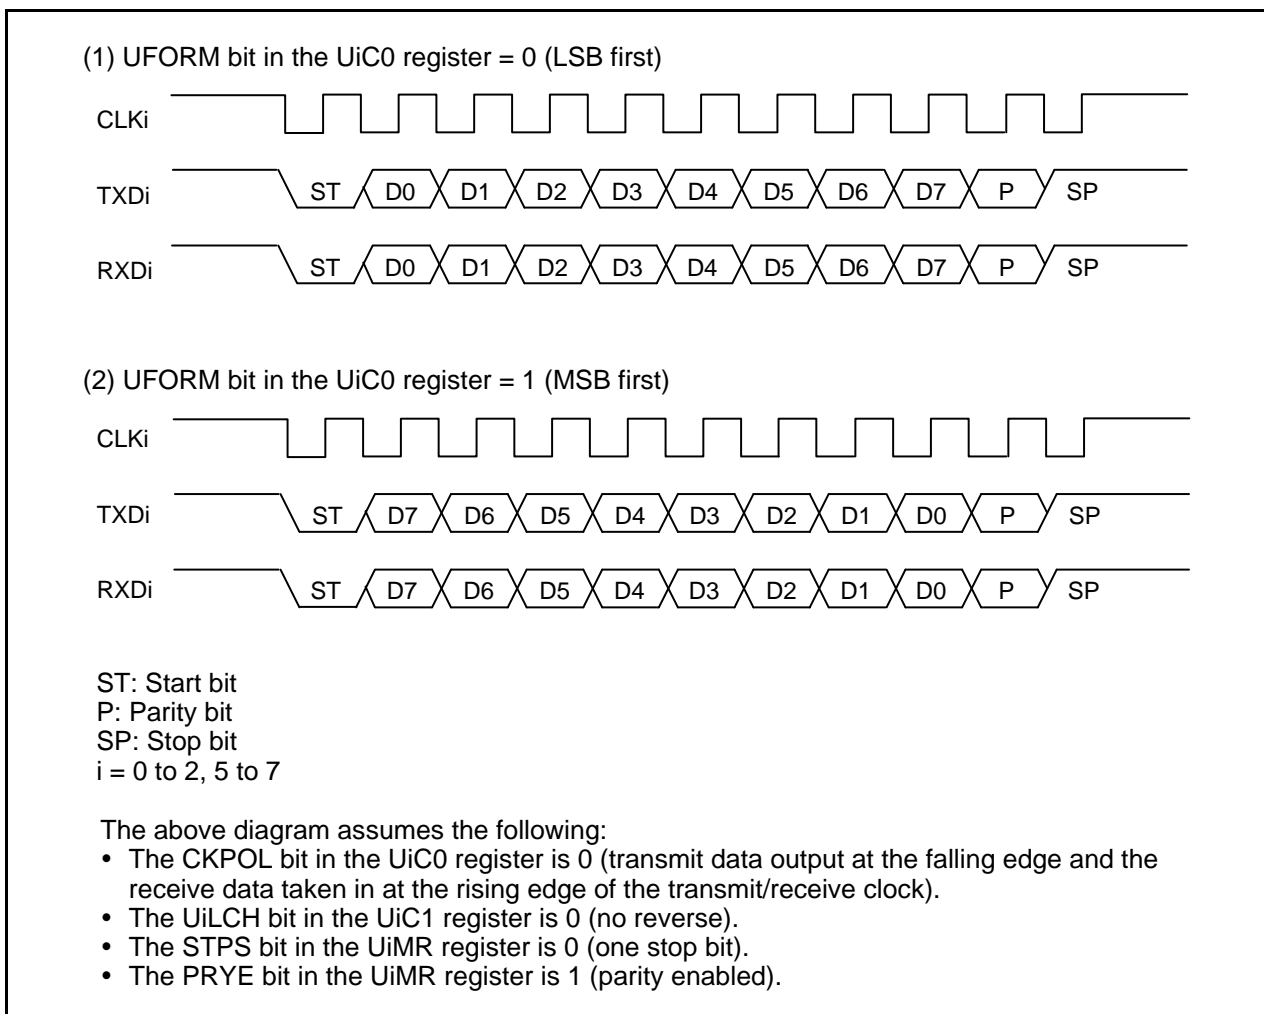 (1) UFORM bit in the UiC0 register = 0 (LSB first)
CLKi
TXDi ST D0 D1 D2 D3 D4 D5 D6 D7 P SP
RXDi ST D0 D1 D2 D3 D4 D5 D6 D7 P SP
(2) UFORM bit in the UiC0 register = 1 (MSB first)
CLKi
TXDi ST D7 D6 D5 D4 D3 D2 D1 D0 P SP
RXDi ST D7 D6 D5 D4 D3 D2 D1 D0 P SP
ST: Start bit
P: Parity bit
SP: Stop bit
i = 0 to 2, 5 to 7
The above diagram assumes the following:
• The CKPOL bit in the UiC0 register is 0 (transmit data output at the falling edge and the
receive data taken in at the rising edge of the transmit/receive clock).
• The UiLCH bit in the UiC1 register is 0 (no reverse).
• The STPS bit in the UiMR register is 0 (one stop bit).
• The PRYE bit in the UiMR register is 1 (parity enabled).